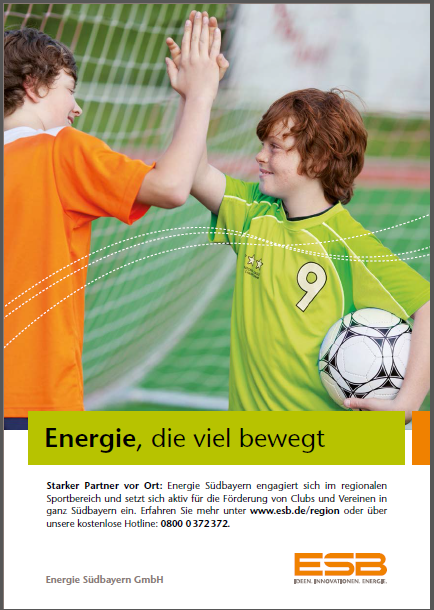 9
Energie, die viel bewegt
Starker Partner vor Ort: Energie Südbayern engagiert sich im regionalen
Sportbereich und setzt sich aktiv für die Förderung von Clubs und Vereinen in
ganz Südbayern ein. Erfahren Sie mehr unter www.esb.de/region oder über
unsere kostenlose Hotline: 0800 0 372 372.
ESB
IDEEN. INNOVATIONEN. ENERGIE.
Energie Südbayern GmbH